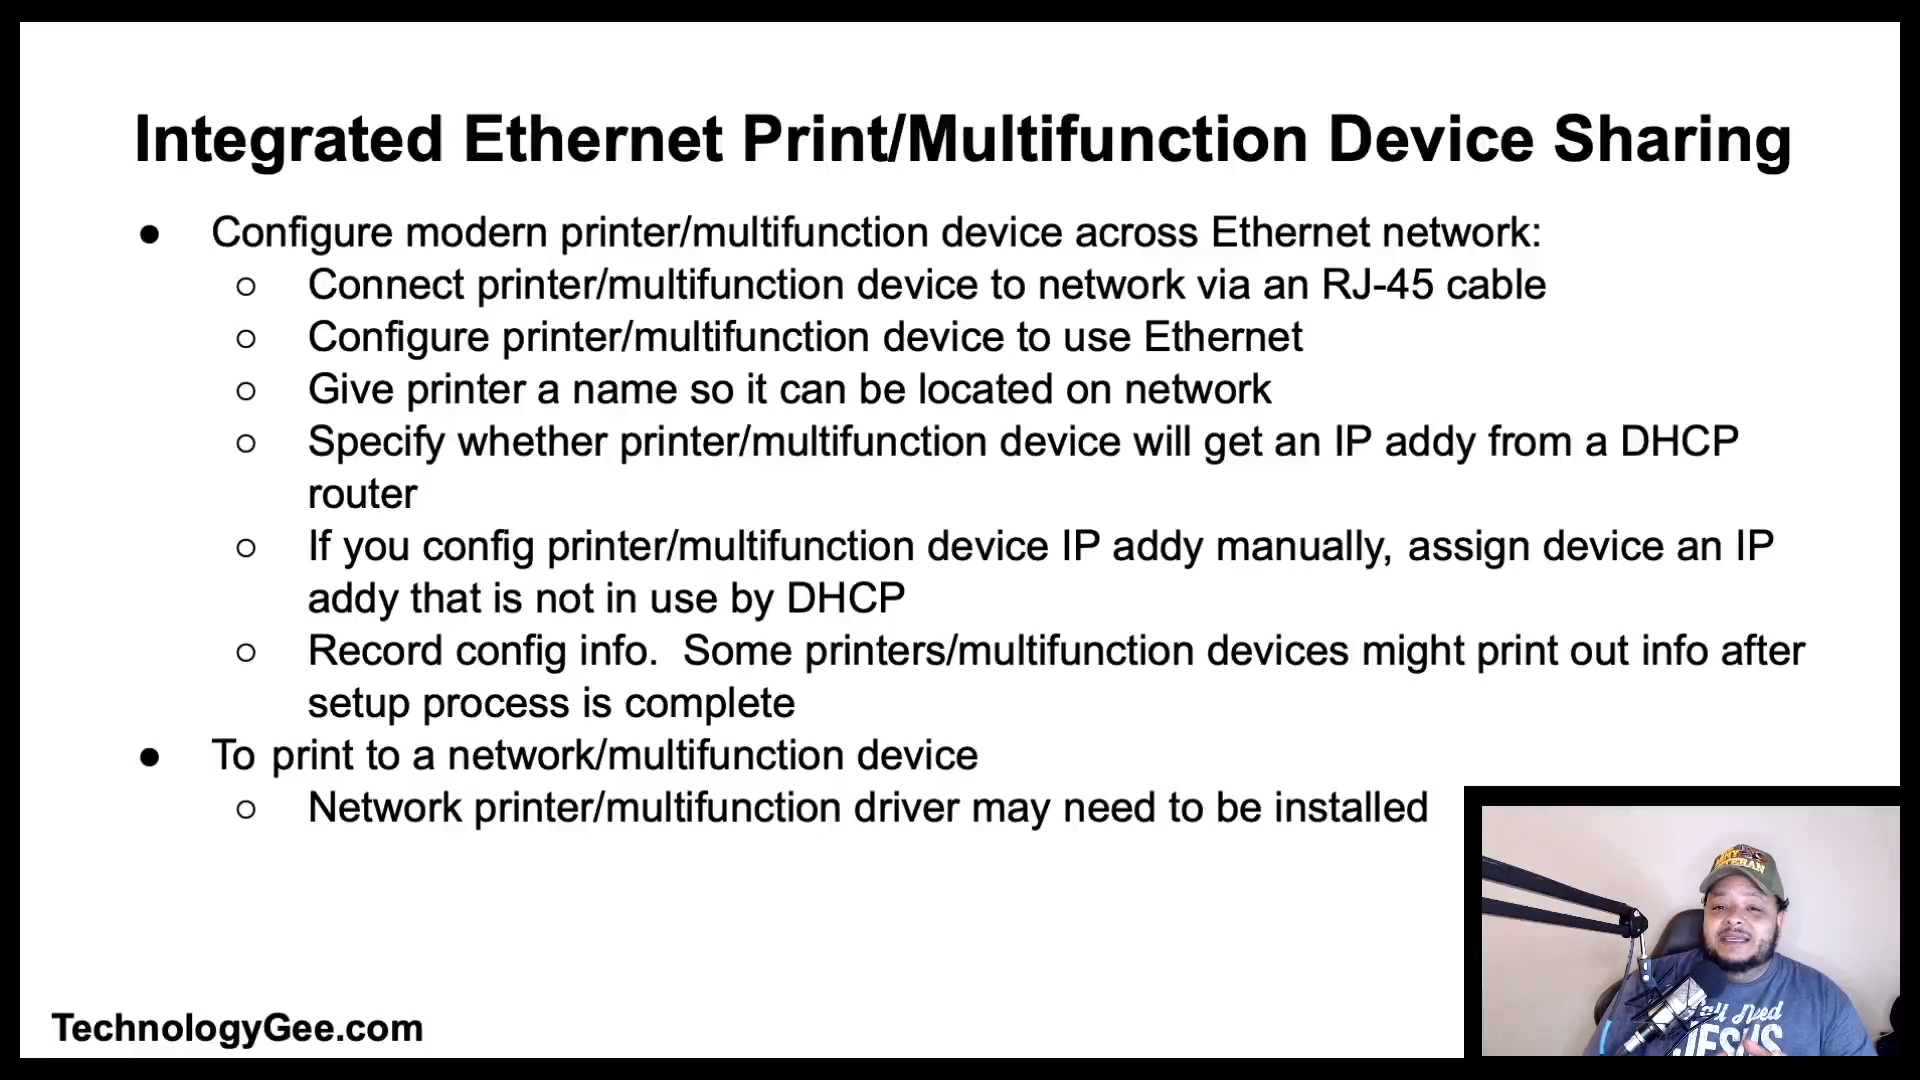 Integrated Ethernet Print/Multifunction Device Sharing
● Configure modern printer/multifunction device across Ethernet network:
○ Connect printer/multifunction device to network via an RJ-45 cable
○ Configure printer/multifunction device to use Ethernet
○ Give printer a name so it can be located on network
○ Specify whether printer/multifunction device will get an IP addy from a DHCP
router
○ If you config printer/multifunction device IP addy manually, assign device an IP
addy that is not in use by DHCP
○ Record config info.  Some printers/multifunction devices might print out info after
setup process is complete
● To print to a network/multifunction device
○ Network printer/multifunction driver may need to be installed
TechnologyGee.com
Need
JESUS